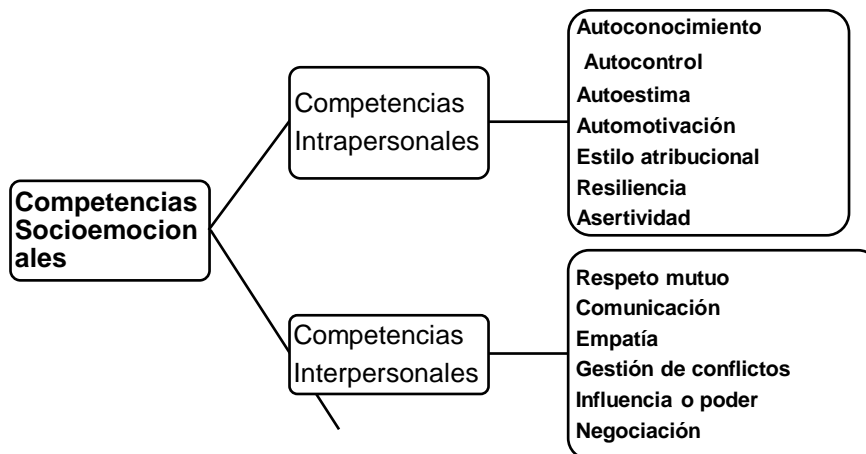 Competencias
Socioemocion
ales
Competencias
Intrapersonales
Autoconocimiento
Autocontrol
Autoestima
Automotivación
Estilo atribucional
Resiliencia
Asertividad
Competencias
Interpersonales
Respeto mutuo
Comunicación
Empatía
Gestión de conflictos
Influencia o poder
Negociación